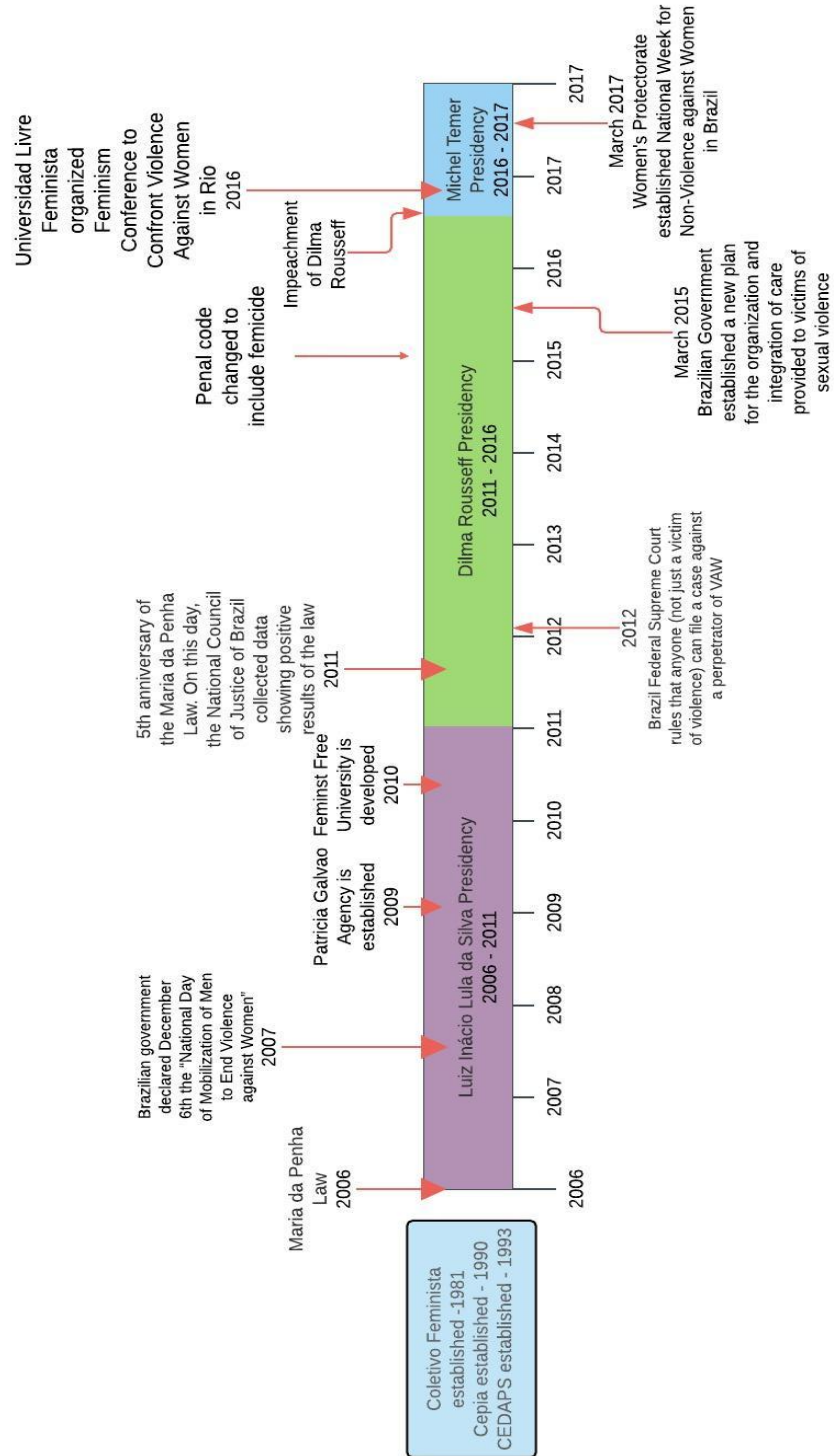 Coletivo Feminista
established -1981
Cepia established - 1990
CEDAPS established - 1993
Maria da Penha
Law
2006
Brazilian government
declared December
6th the “National Day
of Mobilization of Men
to End Violence
against Women”
2007
Patricia Galvao
Agency is
established
2009
Feminst Free
University is
developed
2010
5th anniversary of
the Maria da Penha
Law. On this day,
the National Council
of Justice of Brazil
collected data
showing positive
results of the law
2011
Penal code
changed to
include femicide
Impeachment
of Dilma
Rousseff
Universidad Livre
Feminista
organized
Feminism
Conference to
Confront Violence
Against Women
in Rio
2016
Luiz Inácio Lula da Silva Presidency
2006 - 2011
Dilma Rousseff Presidency
2011 - 2016
Michel Temer
Presidency
2016 - 2017
2006
2007
2008
2009
2010
2011
2012
2013
2014
2015
2016
2017
2017
2012
Brazil Federal Supreme Court
rules that anyone (not just a victim
of violence) can file a case against
a perpetrator of VAW
March 2015
Brazilian Government
established a new plan
for the organization and
integration of care
provided to victims of
sexual violence
March 2017
Women's Protectorate
established National Week for
Non-Violence against Women
in Brazil